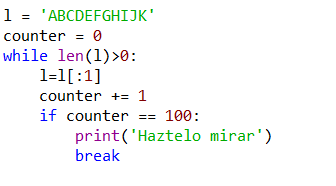 l = 'ABCDEFGHIJK'
counter = 0
while len(l)>0:
    l=l[:1]
    counter += 1
    if counter == 100:
        print('Haztelo mirar')
        break